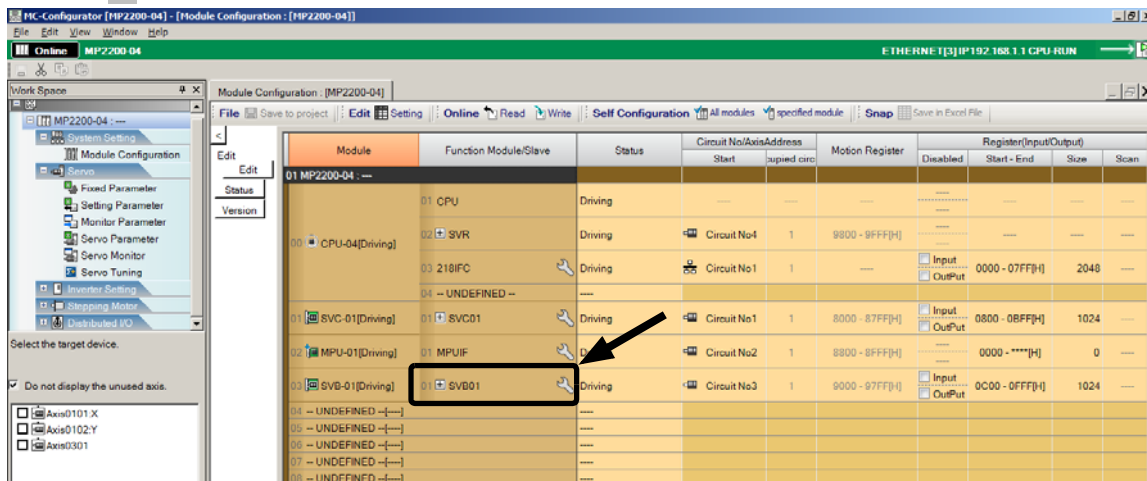 MC-Configurator [MP2200-04] - [Module Configuration : [MP2200-04]]
File Edit View Window Help
Online MP2200-04 ETHERNET[3] IP192.168.1.1 CPU-RUN
Work Space
Module Configuration : [MP2200-04]
File Save to project Edit Setting Online Read Write Self Configuration All modules specified module Snap Save in Excel File
MP2200-04 : ---
System Setting
Module Configuration
Servo
Fixed Parameter
Setting Parameter
Monitor Parameter
Servo Parameter
Servo Monitor
Servo Tuning
Inverter Setting
Stepping Motor
Distributed I/O
Select the target device.
Do not display the unused axis.
Axis0101:X
Axis0102:Y
Axis0301
<
Edit
Edit
Status
Version
Module Function Module/Slave Status Circuit No/AxisAddress Motion Register Register(Input/Output)
Start cupied circ Disabled Start - End Size Scan
01 MP2200-04 : ---
00 CPU-04[Driving]
01 CPU Driving ---- ---- ---- ---- ---- ---- ----
02 SVR Driving Circuit No4 1 9800 - 9FFF[H] ---- ---- ---- ----
03 218IFC Driving Circuit No1 1 ---- Input OutPut 0000 - 07FF[H] 2048 ----
04 -- UNDEFINED -- ----
01 SVC-01[Driving] 01 SVC01 Driving Circuit No1 1 8000 - 87FF[H] Input OutPut 0800 - 0BFF[H] 1024 ----
02 MPU-01[Driving] 01 MPUIF Circuit No2 1 8800 - 8FFF[H] ---- 0000 - ****[H] 0 ----
03 SVB-01[Driving] 01 SVB01 Driving Circuit No3 1 9000 - 97FF[H] Input OutPut 0C00 - 0FFF[H] 1024 ----
04 -- UNDEFINED --[----] ----
05 -- UNDEFINED --[----] ----
06 -- UNDEFINED --[----] ----
07 -- UNDEFINED --[----] ----
08 -- UNDEFINED --[----] ----